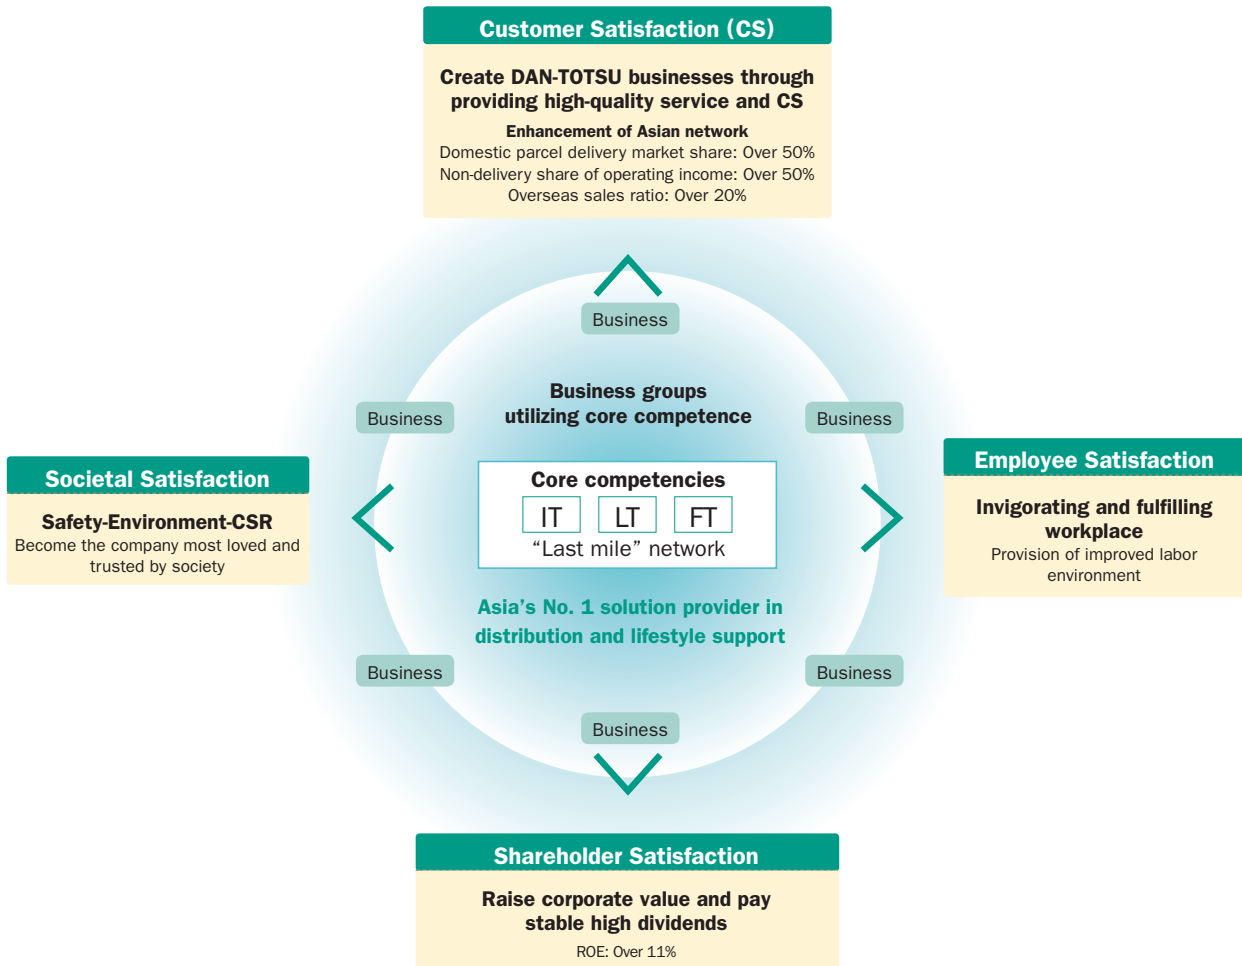 Customer Satisfaction (CS)
Create DAN-TOTSU businesses through
providing high-quality service and CS
Enhancement of Asian network
Domestic parcel delivery market share: Over 50%
Non-delivery share of operating income: Over 50%
Overseas sales ratio: Over 20%
Business
Business groups
utilizing core competence
Business
Business
Societal Satisfaction
Safety-Environment-CSR
Become the company most loved and
trusted by society
Core competencies
IT LT FT
“Last mile” network
Employee Satisfaction
Invigorating and fulfilling
workplace
Provision of improved labor
environment
Asia’s No. 1 solution provider in
distribution and lifestyle support
Business
Business
Business
Shareholder Satisfaction
Raise corporate value and pay
stable high dividends
ROE: Over 11%